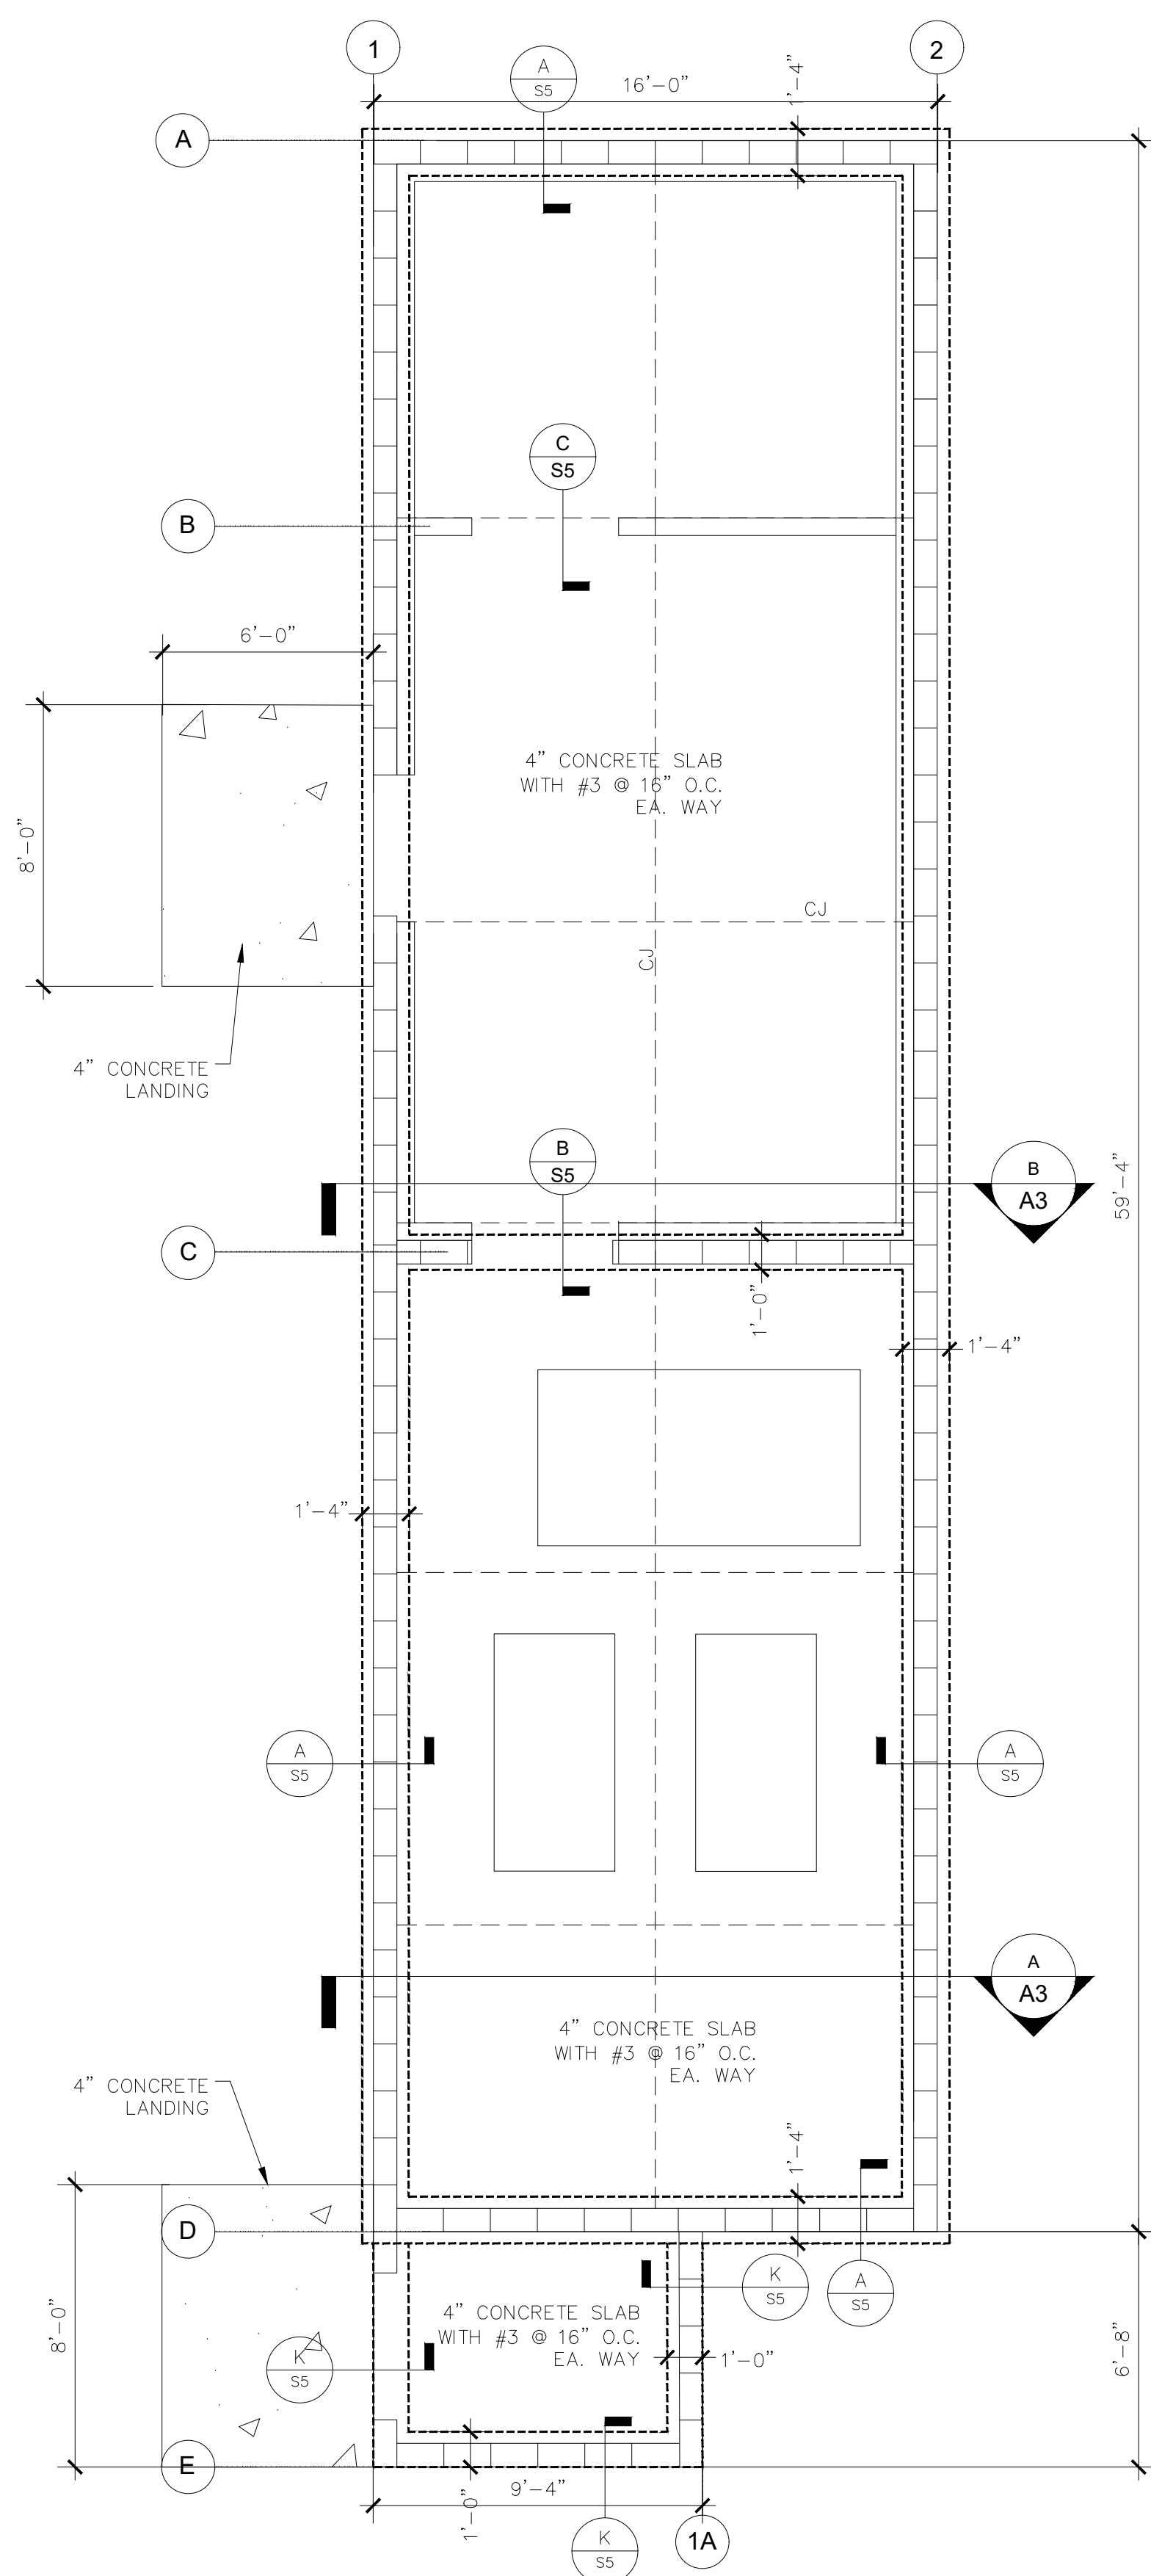 1
2
A
S5
16'-0"
1'-4"
A
C
S5
B
6'-0"
4" CONCRETE SLAB
WITH #3 @ 16" O.C.
EA. WAY
8'-0"
CJ
CJ
4" CONCRETE
LANDING
B
S5
B
A3
59'-4"
C
1'-0"
1'-4"
1'-4"
A
S5
A
S5
A
A3
4" CONCRETE SLAB
WITH #3 @ 16" O.C.
EA. WAY
4" CONCRETE
LANDING
1'-4"
D
K
S5
A
S5
8'-0"
4" CONCRETE SLAB
WITH #3 @ 16" O.C.
EA. WAY
K
S5
1'-0"
6'-8"
E
9'-4"
1'-0"
K
S5
1A